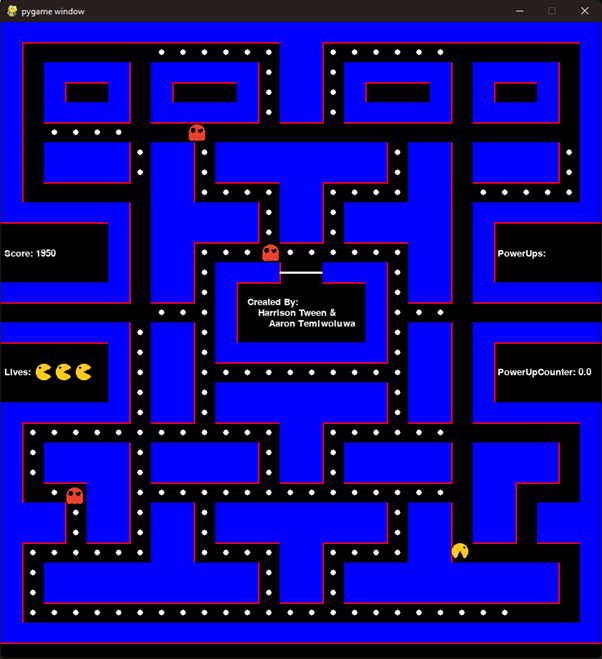 pygame window
Score: 1950
PowerUps:
Created By:
Harrison Tween &
Aaron Temiwoluwa
Lives:
PowerUpCounter: 0.0